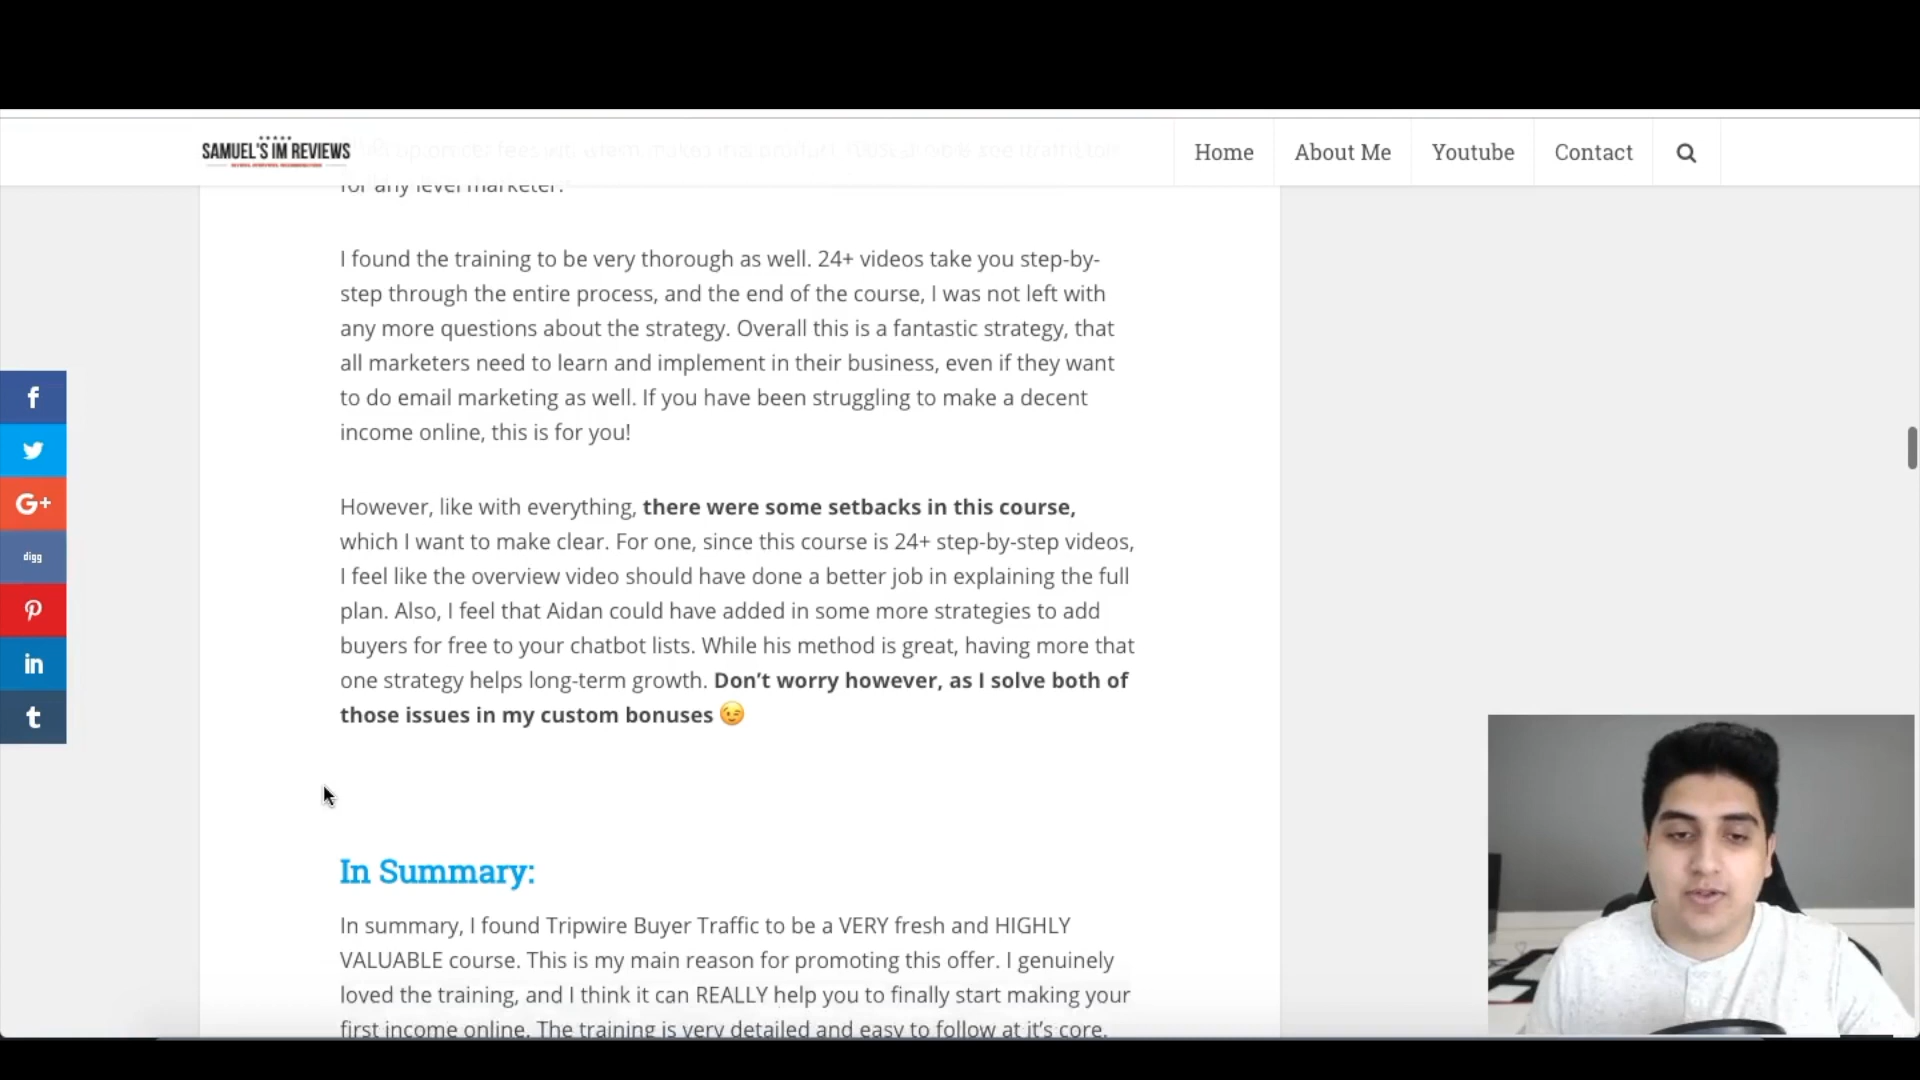 SAMUEL'S IM REVIEWS
Home
About Me
Youtube
Contact
for any level marketer.
I found the training to be very thorough as well. 24+ videos take you step-by-
step through the entire process, and the end of the course, I was not left with
any more questions about the strategy. Overall this is a fantastic strategy, that
all marketers need to learn and implement in their business, even if they want
to do email marketing as well. If you have been struggling to make a decent
income online, this is for you!
However, like with everything, there were some setbacks in this course,
which I want to make clear. For one, since this course is 24+ step-by-step videos,
I feel like the overview video should have done a better job in explaining the full
plan. Also, I feel that Aidan could have added in some more strategies to add
buyers for free to your chatbot lists. While his method is great, having more that
one strategy helps long-term growth. Don’t worry however, as I solve both of
those issues in my custom bonuses 😉
In Summary:
In summary, I found Tripwire Buyer Traffic to be a VERY fresh and HIGHLY
VALUABLE course. This is my main reason for promoting this offer. I genuinely
loved the training, and I think it can REALLY help you to finally start making your
first income online. The training is very detailed and easy to follow at it’s core.
f
G+
digg
in
t